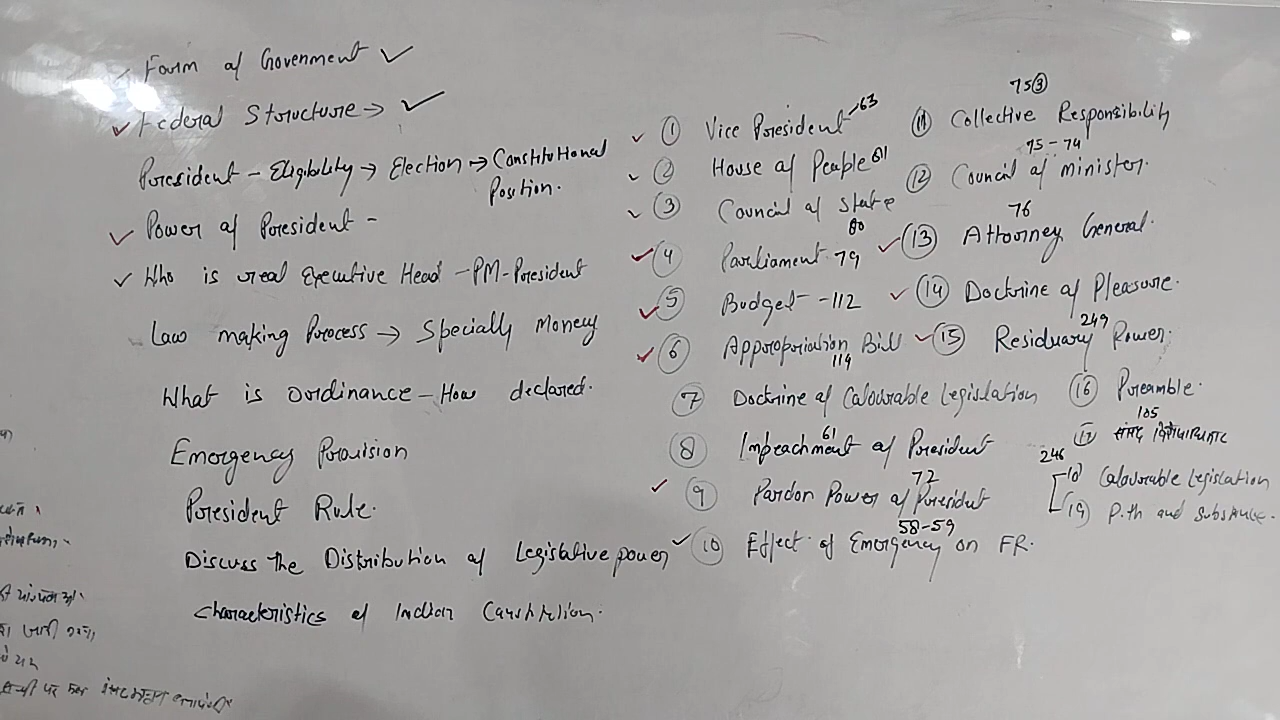 Form of Government ✓
✓ Federal Structure → ✓
President - Eligibility → Election → Constitutional
Position.
✓ Power of President -
✓ Who is real Executive Head - PM - President
Law making Process → Specially Money
What is ordinance - How declared.
Emergency Provision
President Rule.
Discuss the Distribution of Legislative power
Characteristics of Indian Constitution.
✓ ① Vice President 63
✓ ② House of People 81
✓ ③ Council of State
80
✓ ④ Parliament 79
✓ ⑤ Budget - 112
✓ ⑥ Appropriation Bill
114
⑦ Doctrine of Colourable Legislation
61
⑧ Impeachment of President
72
✓ ⑨ Pardon Power of President
58-59
✓ ⑩ Effect of Emergency on FR.
75③
⑪ Collective Responsibility
75-74
⑫ Council of minister.
76
✓ ⑬ Attorney General.
✓ ⑭ Doctrine of Pleasure.
249
✓ ⑮ Residuary Power.
⑯ Preamble.
105
⑰ संसद विशेषाधिकार
246
18 Colourable Legislation
19 Pith and Substance.